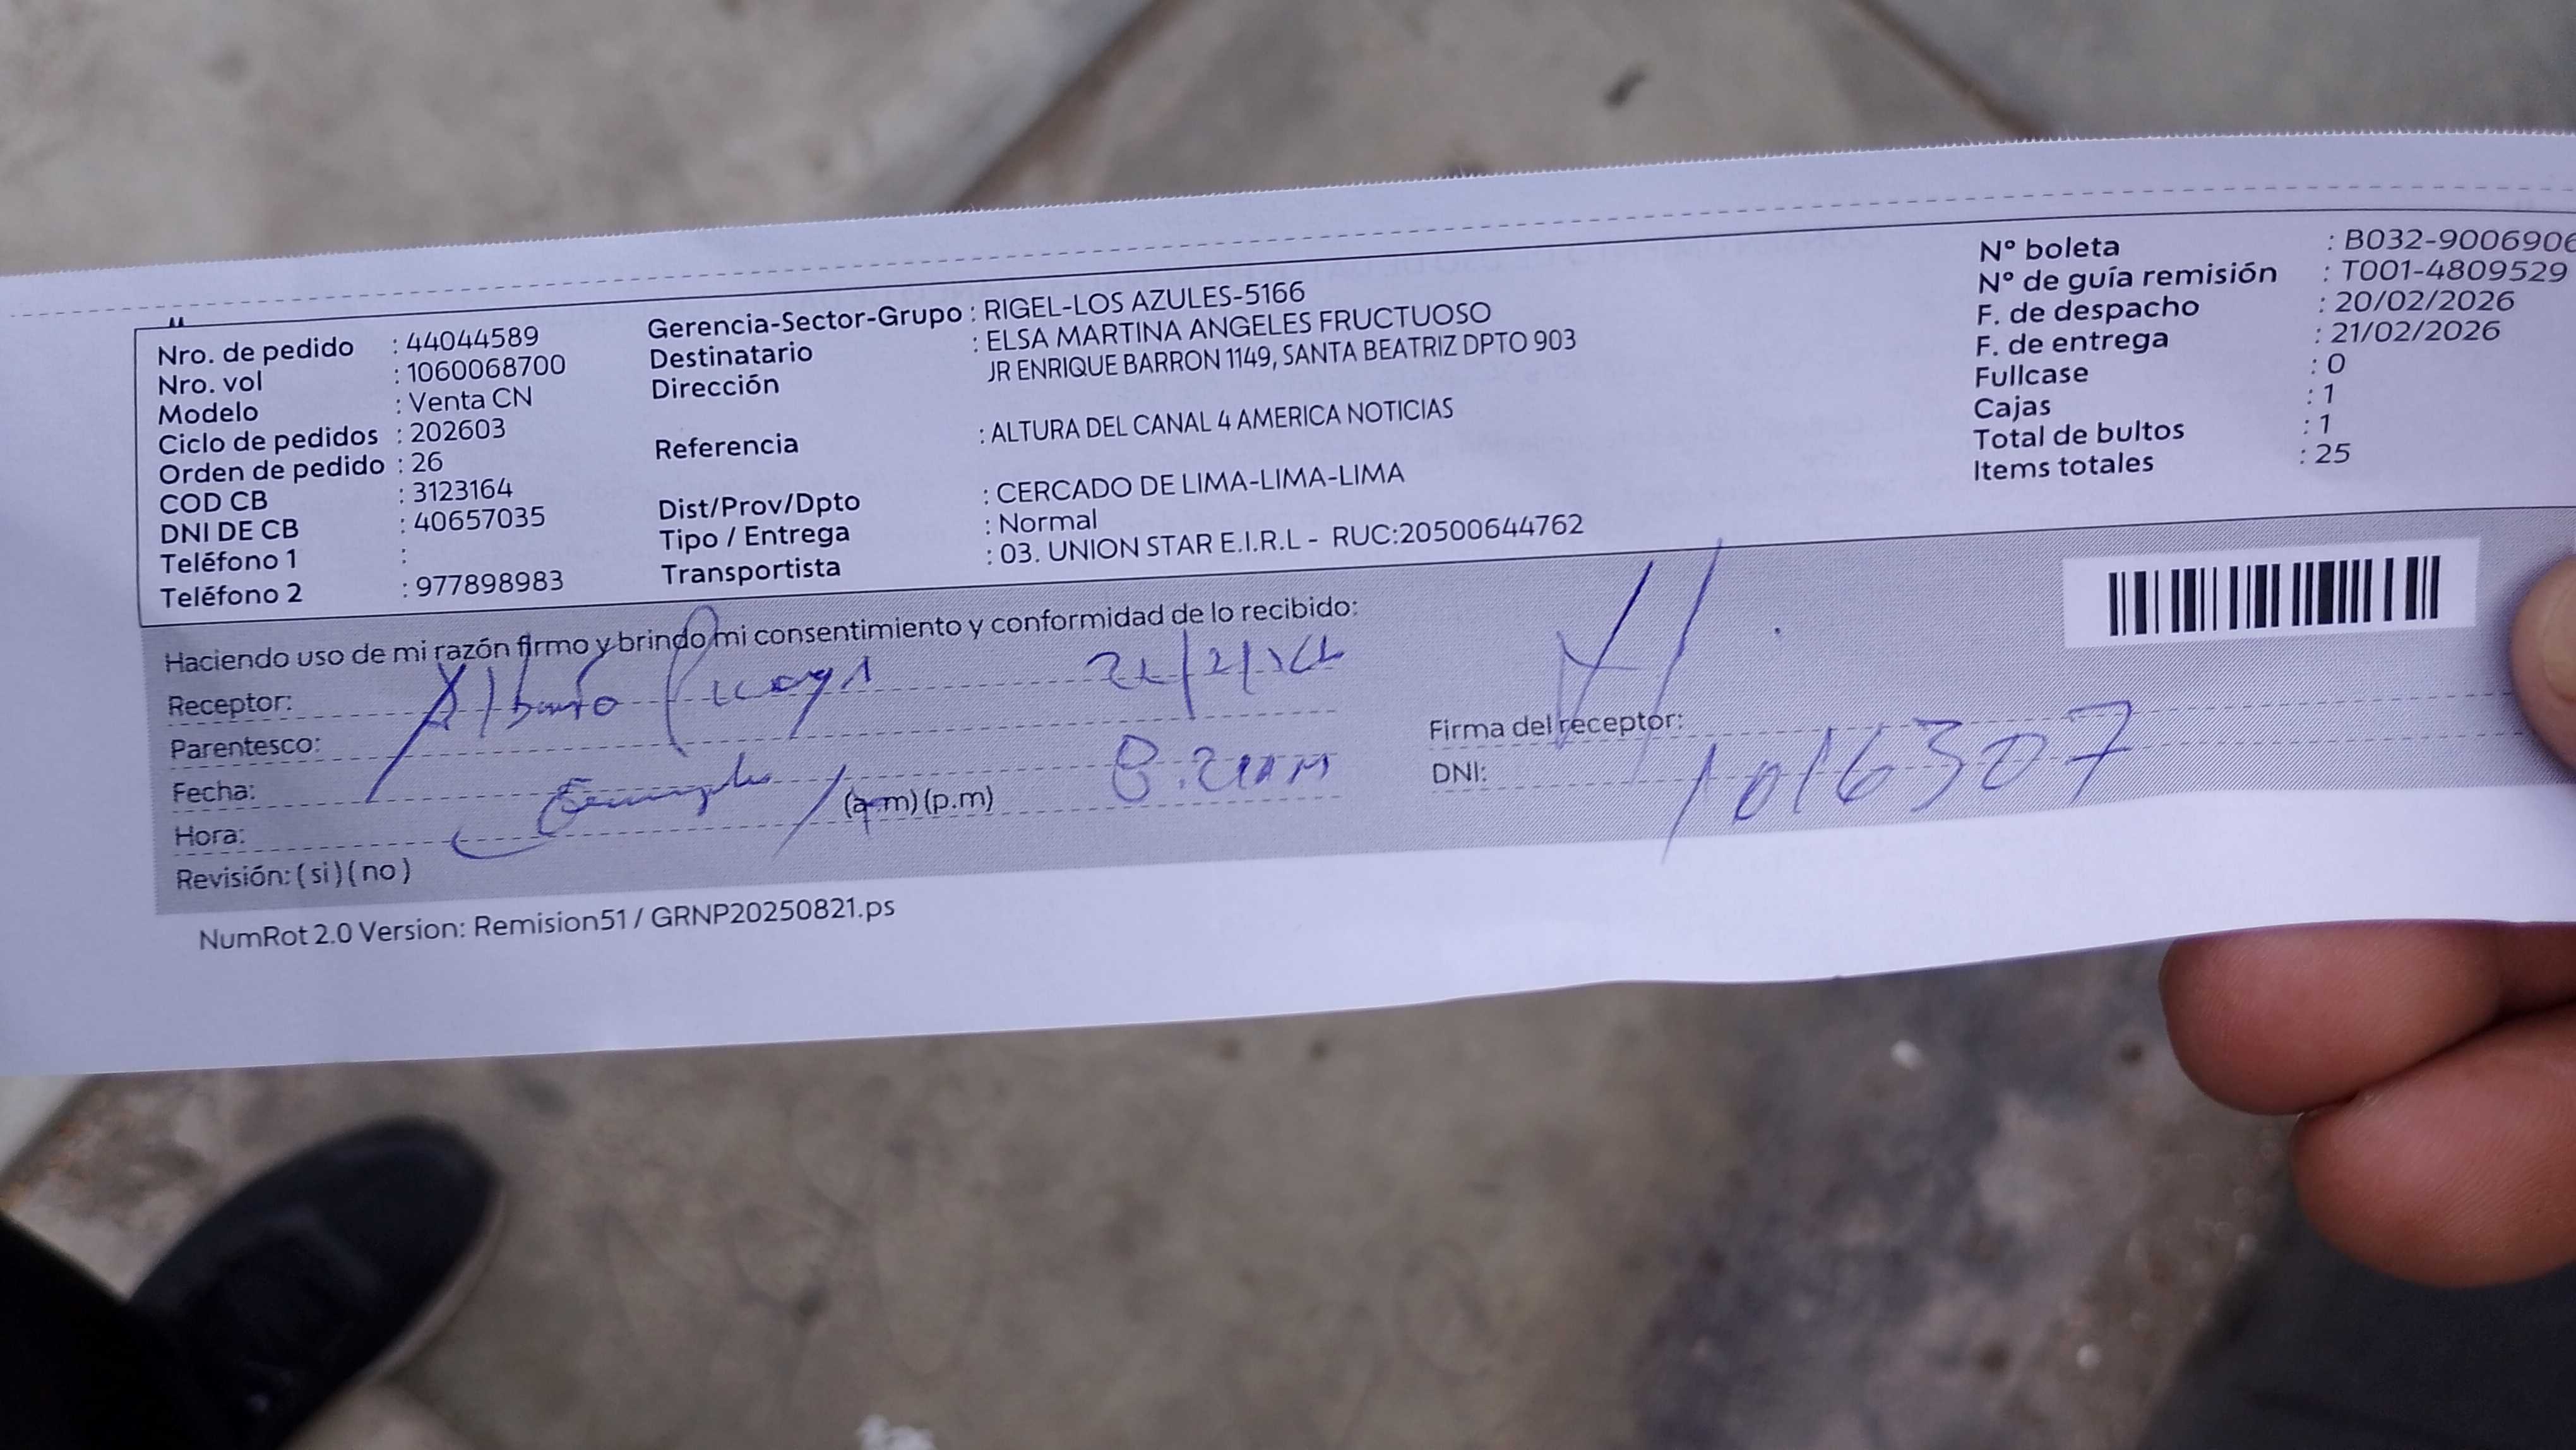 Nro. de pedido : 44044589
Nro. vol : 1060068700
Modelo : Venta CN
Ciclo de pedidos : 202603
Orden de pedido : 26
COD CB : 3123164
DNI DE CB : 40657035
Teléfono 1 :
Teléfono 2 : 977898983
Gerencia-Sector-Grupo : RIGEL-LOS AZULES-5166
Destinatario : ELSA MARTINA ANGELES FRUCTUOSO
Dirección JR ENRIQUE BARRON 1149, SANTA BEATRIZ DPTO 903
Referencia : ALTURA DEL CANAL 4 AMERICA NOTICIAS
Dist/Prov/Dpto : CERCADO DE LIMA-LIMA-LIMA
Tipo / Entrega : Normal
Transportista : 03. UNION STAR E.I.R.L - RUC:20500644762
N° boleta : B032-9006906
N° de guía remisión : T001-4809529
F. de despacho : 20/02/2026
F. de entrega : 21/02/2026
Fullcase : 0
Cajas : 1
Total de bultos : 1
Items totales : 25
Haciendo uso de mi razón firmo y brindo mi consentimiento y conformidad de lo recibido:
Receptor:
Parentesco:
Fecha:
Hora: (a.m)(p.m)
Revisión: (si)(no)
Firma del receptor:
DNI: 1016307
NumRot 2.0 Version: Remision51 / GRNP20250821.ps